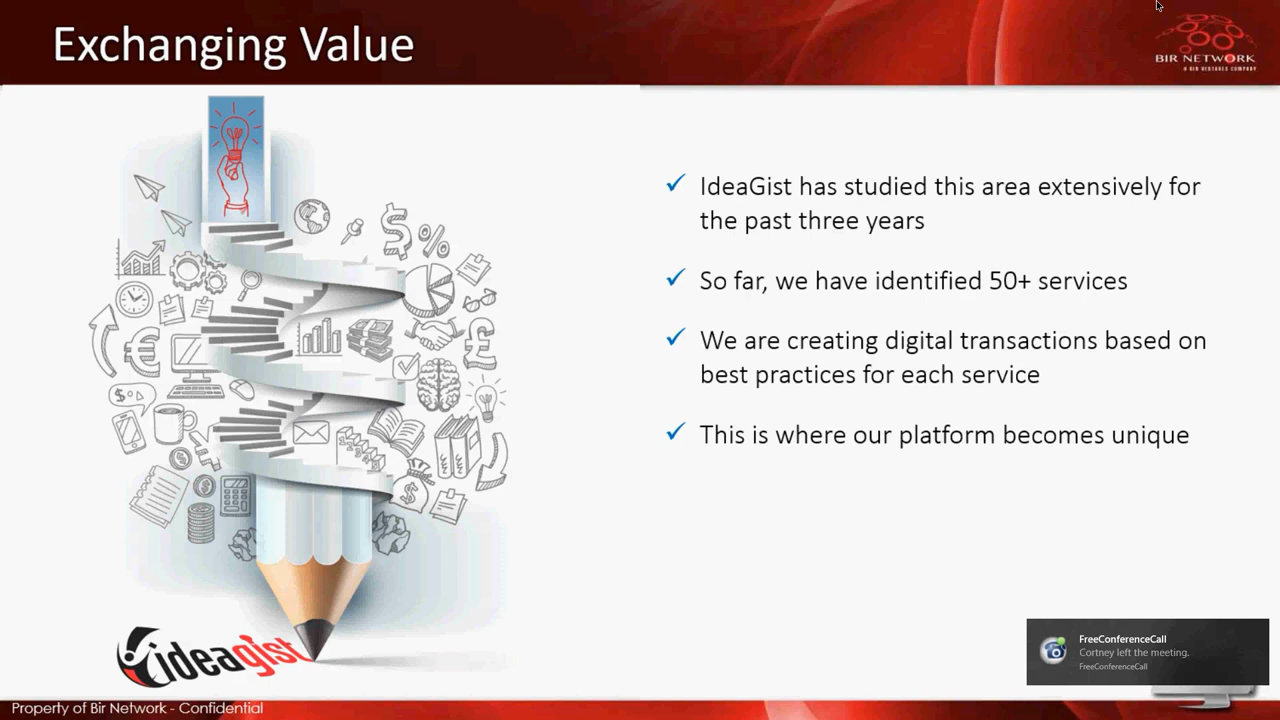 Exchanging Value
BIR NETWORK
A BIR VENTURES COMPANY
IdeaGist has studied this area extensively for
the past three years
So far, we have identified 50+ services
We are creating digital transactions based on
best practices for each service
This is where our platform becomes unique
ideagist
FreeConferenceCall
Cortney left the meeting.
FreeConferenceCall
Property of Bir Network - Confidential